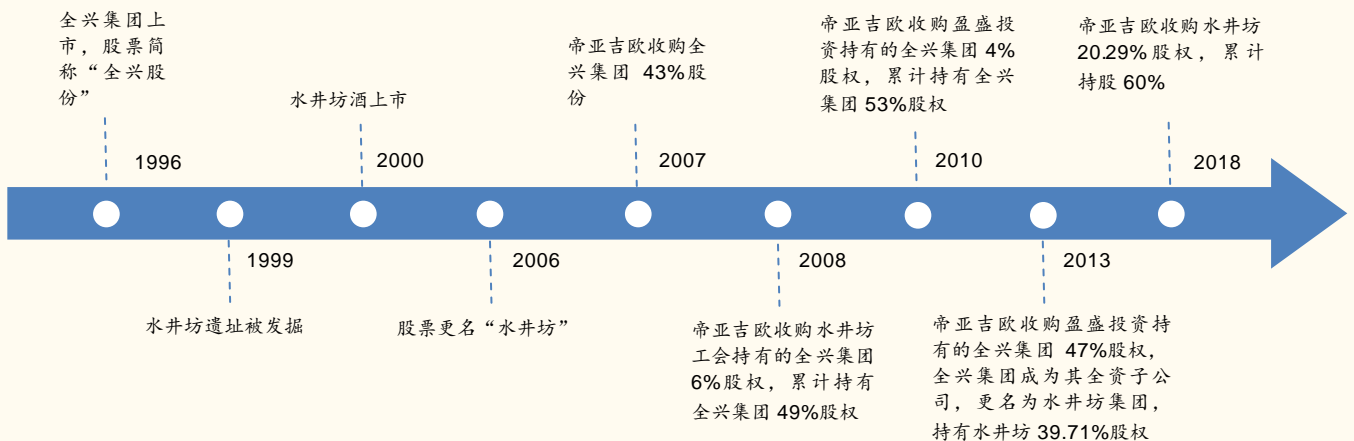 全兴集团上
市，股票简
称“全兴股
份”
1996
1999
水井坊遗址被发掘
水井坊酒上市
2000
2006
股票更名“水井坊”
帝亚吉欧收购全
兴集团 43%股
份
2007
2008
帝亚吉欧收购水井坊
工会持有的全兴集团
6%股权，累计持有
全兴集团 49%股权
帝亚吉欧收购盈盛投
资持有的全兴集团 4%
股权，累计持有全兴
集团 53%股权
2010
2013
帝亚吉欧收购盈盛投资持
有的全兴集团 47%股权，
全兴集团成为其全资子公
司，更名为水井坊集团，
持有水井坊 39.71%股权
帝亚吉欧收购水井坊
20.29%股权，累计
持股 60%
2018